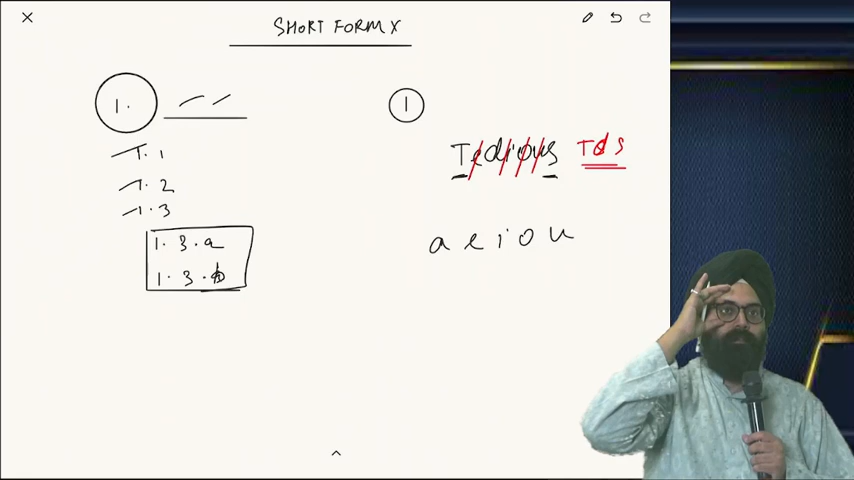 SHORT FORM X
1.
1.1
1.2
1.3
1.3.a
1.3.b
1
Tedious Tds
a e i o u